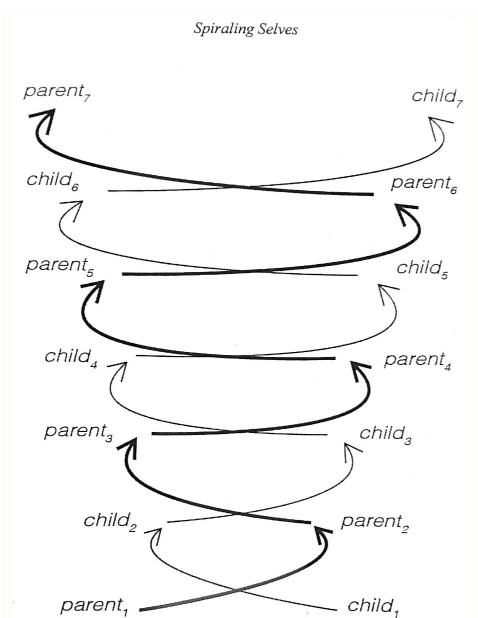 Spiraling Selves
parent₇ child₇
child₆ parent₆
parent₅ child₅
child₄ parent₄
parent₃ child₃
child₂ parent₂
parent₁ child₁